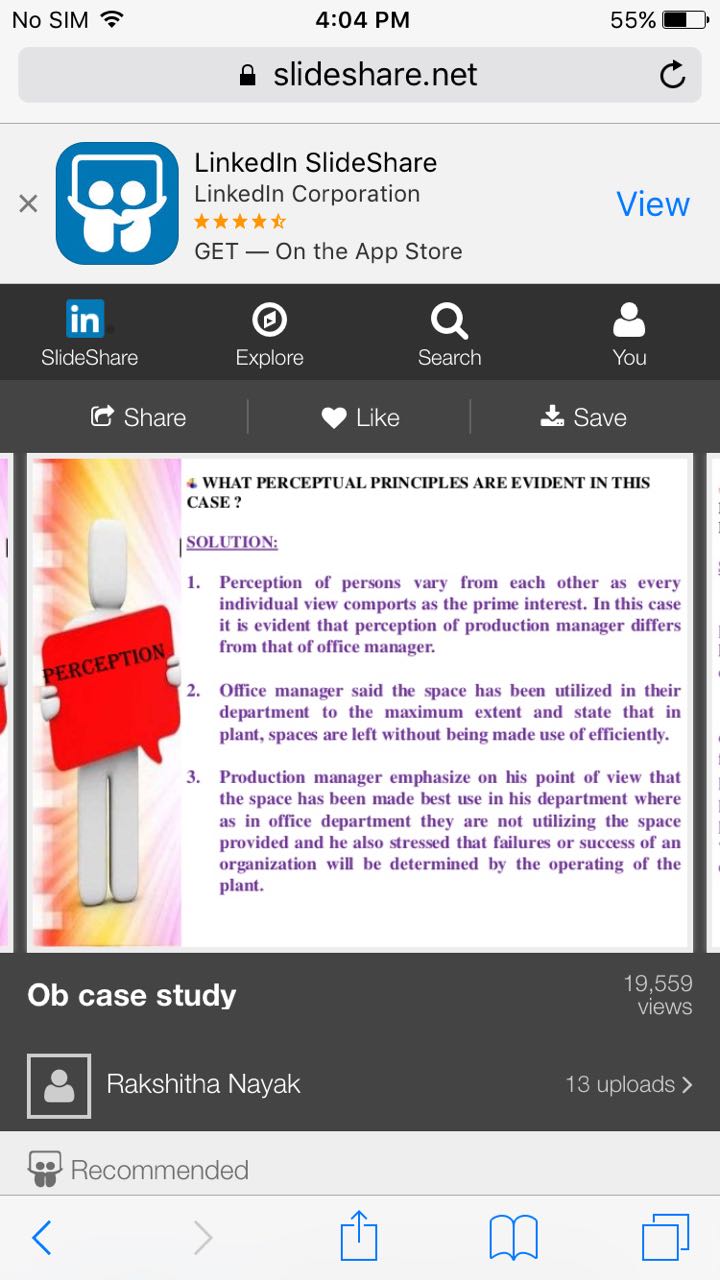 No SIM 4:04 PM 55%
slideshare.net
LinkedIn SlideShare
LinkedIn Corporation
View
GET — On the App Store
in
SlideShare Explore Search You
Share Like Save
WHAT PERCEPTUAL PRINCIPLES ARE EVIDENT IN THIS
CASE ?
SOLUTION:
1. Perception of persons vary from each other as every
individual view comports as the prime interest. In this case
it is evident that perception of production manager differs
from that of office manager.
PERCEPTION
2. Office manager said the space has been utilized in their
department to the maximum extent and state that in
plant, spaces are left without being made use of efficiently.
3. Production manager emphasize on his point of view that
the space has been made best use in his department where
as in office department they are not utilizing the space
provided and he also stressed that failures or success of an
organization will be determined by the operating of the
plant.
Ob case study
19,559
views
Rakshitha Nayak 13 uploads
Recommended